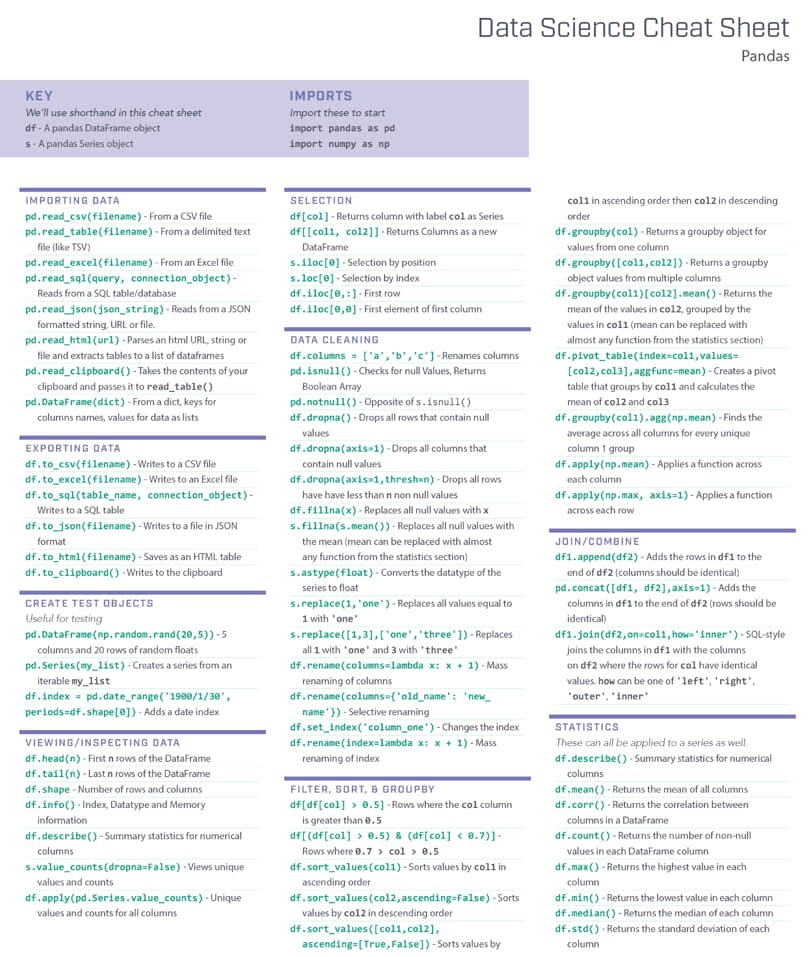 Data Science Cheat Sheet
Pandas
KEY
We'll use shorthand in this cheat sheet
df - A pandas DataFrame object
s - A pandas Series object
IMPORTS
Import these to start
import pandas as pd
import numpy as np
IMPORTING DATA
pd.read_csv(filename) - From a CSV file
pd.read_table(filename) - From a delimited text
file (like TSV)
pd.read_excel(filename) - From an Excel file
pd.read_sql(query, connection_object) -
Reads from a SQL table/database
pd.read_json(json_string) - Reads from a JSON
formatted string, URL or file.
pd.read_html(url) - Parses an html URL, string or
file and extracts tables to a list of dataframes
pd.read_clipboard() - Takes the contents of your
clipboard and passes it to read_table()
pd.DataFrame(dict) - From a dict, keys for
columns names, values for data as lists
EXPORTING DATA
df.to_csv(filename) - Writes to a CSV file
df.to_excel(filename) - Writes to an Excel file
df.to_sql(table_name, connection_object) -
Writes to a SQL table
df.to_json(filename) - Writes to a file in JSON
format
df.to_html(filename) - Saves as an HTML table
df.to_clipboard() - Writes to the clipboard
CREATE TEST OBJECTS
Useful for testing
pd.DataFrame(np.random.rand(20,5)) - 5
columns and 20 rows of random floats
pd.Series(my_list) - Creates a series from an
iterable my_list
df.index = pd.date_range('1900/1/30',
periods=df.shape[0]) - Adds a date index
VIEWING/INSPECTING DATA
df.head(n) - First n rows of the DataFrame
df.tail(n) - Last n rows of the DataFrame
df.shape - Number of rows and columns
df.info() - Index, Datatype and Memory
information
df.describe() - Summary statistics for numerical
columns
s.value_counts(dropna=False) - Views unique
values and counts
df.apply(pd.Series.value_counts) - Unique
values and counts for all columns
SELECTION
df[col] - Returns column with label col as Series
df[[col1, col2]] - Returns Columns as a new
DataFrame
s.iloc[0] - Selection by position
s.loc[0] - Selection by index
df.iloc[0,:] - First row
df.iloc[0,0] - First element of first column
DATA CLEANING
df.columns = ['a','b','c'] - Renames columns
pd.isnull() - Checks for null Values, Returns
Boolean Array
pd.notnull() - Opposite of s.isnull()
df.dropna() - Drops all rows that contain null
values
df.dropna(axis=1) - Drops all columns that
contain null values
df.dropna(axis=1,thresh=n) - Drops all rows
have have less than n non null values
df.fillna(x) - Replaces all null values with x
s.fillna(s.mean()) - Replaces all null values with
the mean (mean can be replaced with almost
any function from the statistics section)
s.astype(float) - Converts the datatype of the
series to float
s.replace(1,'one') - Replaces all values equal to
1 with 'one'
s.replace([1,3],['one','three']) - Replaces
all 1 with 'one' and 3 with 'three'
df.rename(columns=lambda x: x + 1) - Mass
renaming of columns
df.rename(columns={'old_name': 'new_
name'}) - Selective renaming
df.set_index('column_one') - Changes the index
df.rename(index=lambda x: x + 1) - Mass
renaming of index
FILTER, SORT, & GROUPBY
df[df[col] > 0.5] - Rows where the col column
is greater than 0.5
df[(df[col] > 0.5) & (df[col] < 0.7)] -
Rows where 0.7 > col > 0.5
df.sort_values(col1) - Sorts values by col1 in
ascending order
df.sort_values(col2,ascending=False) - Sorts
values by col2 in descending order
df.sort_values([col1,col2],
ascending=[True,False]) - Sorts values by
col1 in ascending order then col2 in descending
order
df.groupby(col) - Returns a groupby object for
values from one column
df.groupby([col1,col2]) - Returns a groupby
object values from multiple columns
df.groupby(col1)[col2].mean() - Returns the
mean of the values in col2, grouped by the
values in col1 (mean can be replaced with
almost any function from the statistics section)
df.pivot_table(index=col1,values=
[col2,col3],aggfunc=mean) - Creates a pivot
table that groups by col1 and calculates the
mean of col2 and col3
df.groupby(col1).agg(np.mean) - Finds the
average across all columns for every unique
column 1 group
df.apply(np.mean) - Applies a function across
each column
df.apply(np.max, axis=1) - Applies a function
across each row
JOIN/COMBINE
df1.append(df2) - Adds the rows in df1 to the
end of df2 (columns should be identical)
pd.concat([df1, df2],axis=1) - Adds the
columns in df1 to the end of df2 (rows should be
identical)
df1.join(df2,on=col1,how='inner') - SQL-style
joins the columns in df1 with the columns
on df2 where the rows for col have identical
values. how can be one of 'left', 'right',
'outer', 'inner'
STATISTICS
These can all be applied to a series as well.
df.describe() - Summary statistics for numerical
columns
df.mean() - Returns the mean of all columns
df.corr() - Returns the correlation between
columns in a DataFrame
df.count() - Returns the number of non-null
values in each DataFrame column
df.max() - Returns the highest value in each
column
df.min() - Returns the lowest value in each column
df.median() - Returns the median of each column
df.std() - Returns the standard deviation of each
column